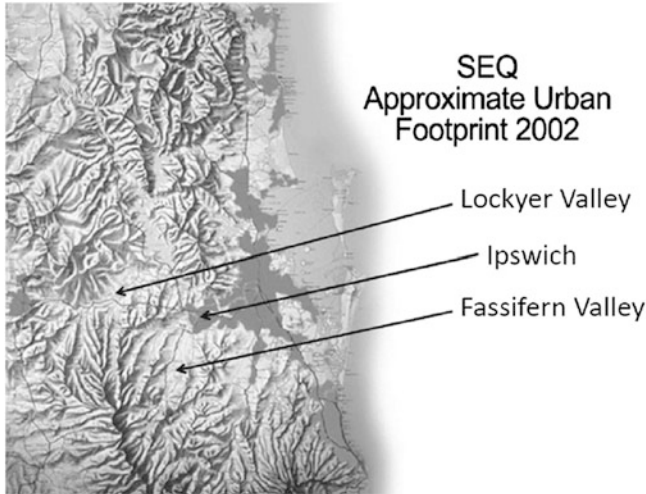 SEQ
Approximate Urban
Footprint 2002
Lockyer Valley
Ipswich
Fassifern Valley